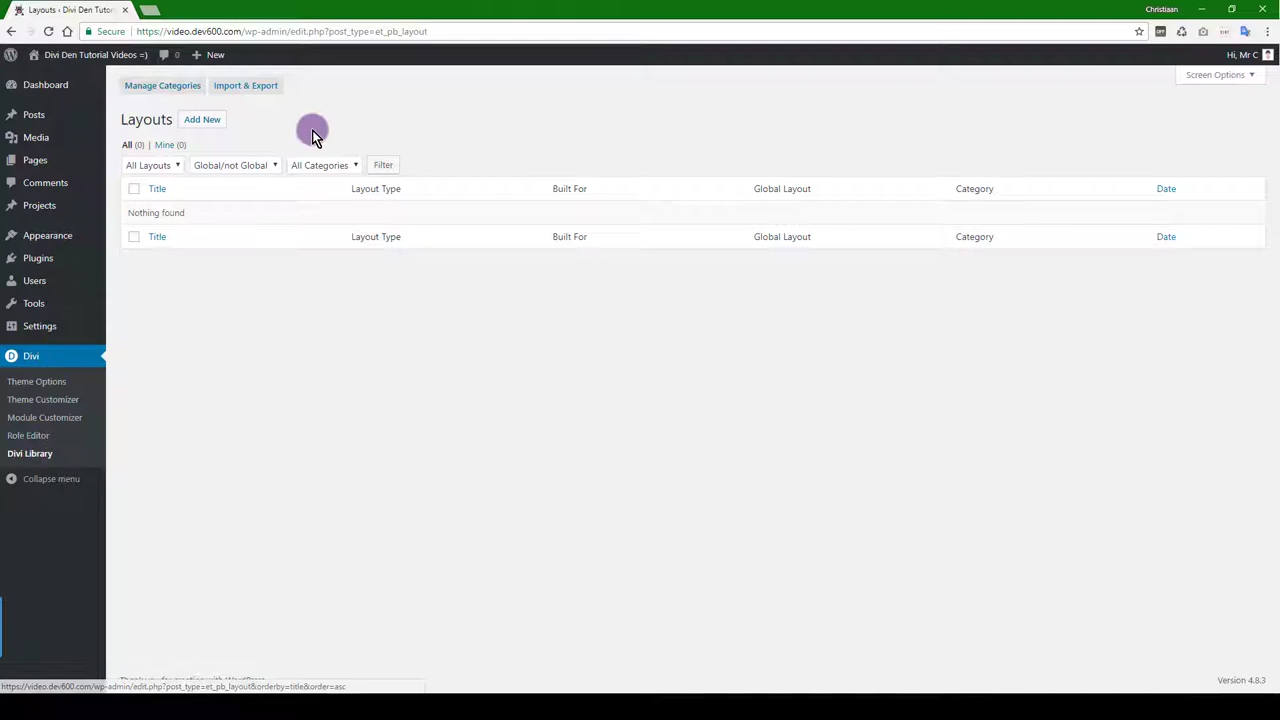 Layouts ‹ Divi Den Tutor
Christiaan
Secure
https://video.dev600.com/wp-admin/edit.php?post_type=et_pb_layout
Divi Den Tutorial Videos =)
0
New
Hi, Mr C
Dashboard
Posts
Media
Pages
Comments
Projects
Appearance
Plugins
Users
Tools
Settings
Divi
Theme Options
Theme Customizer
Module Customizer
Role Editor
Divi Library
Collapse menu
Manage Categories
Import & Export
Screen Options
Layouts
Add New
All (0) | Mine (0)
All Layouts
Global/not Global
All Categories
Filter
Title Layout Type Built For Global Layout Category Date
Nothing found
Title Layout Type Built For Global Layout Category Date
https://video.dev600.com/wp-admin/edit.php?post_type=et_pb_layout&orderby=title&order=asc
Version 4.8.3